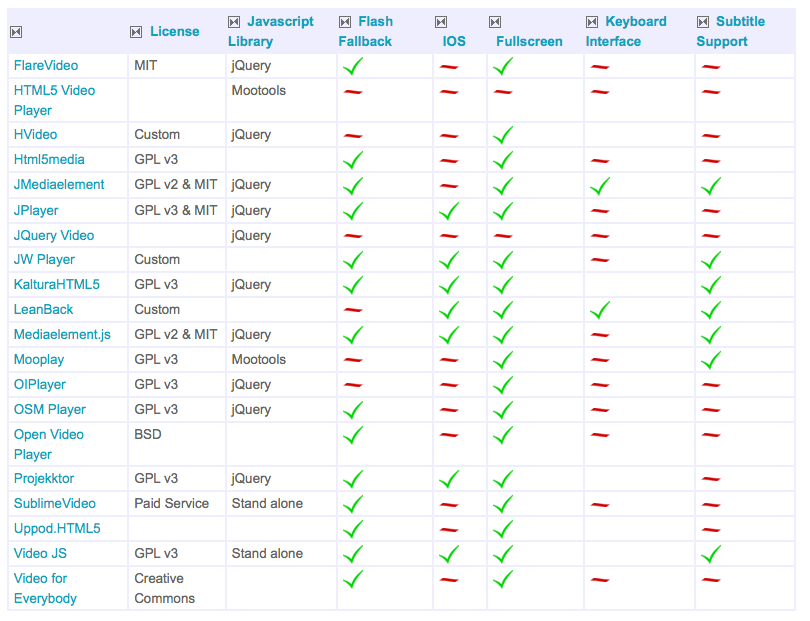 License
Javascript Library
Flash Fallback
IOS
Fullscreen
Keyboard Interface
Subtitle Support
FlareVideo MIT jQuery
HTML5 Video Player Mootools
HVideo Custom jQuery
Html5media GPL v3
JMediaelement GPL v2 & MIT jQuery
JPlayer GPL v3 & MIT jQuery
JQuery Video jQuery
JW Player Custom
KalturaHTML5 GPL v3 jQuery
LeanBack Custom
Mediaelement.js GPL v2 & MIT jQuery
Mooplay GPL v3 Mootools
OIPlayer GPL v3 jQuery
OSM Player GPL v3 jQuery
Open Video Player BSD
Projekktor GPL v3 jQuery
SublimeVideo Paid Service Stand alone
Uppod.HTML5
Video JS GPL v3 Stand alone
Video for Everybody Creative Commons